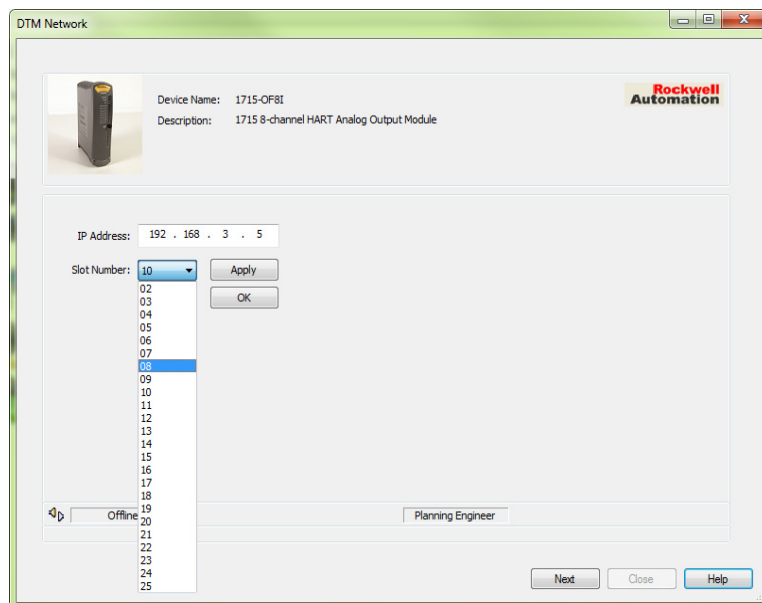 DTM Network
Rockwell
Automation
Device Name: 1715-OF8I
Description: 1715 8-channel HART Analog Output Module
IP Address: 192 . 168 . 3 . 5
Slot Number: 10 Apply
02
OK
03
04
05
06
07
08
09
10
11
12
13
14
15
16
17
18
19
Offline Planning Engineer
20
21
22
23
24
25
Next Close Help